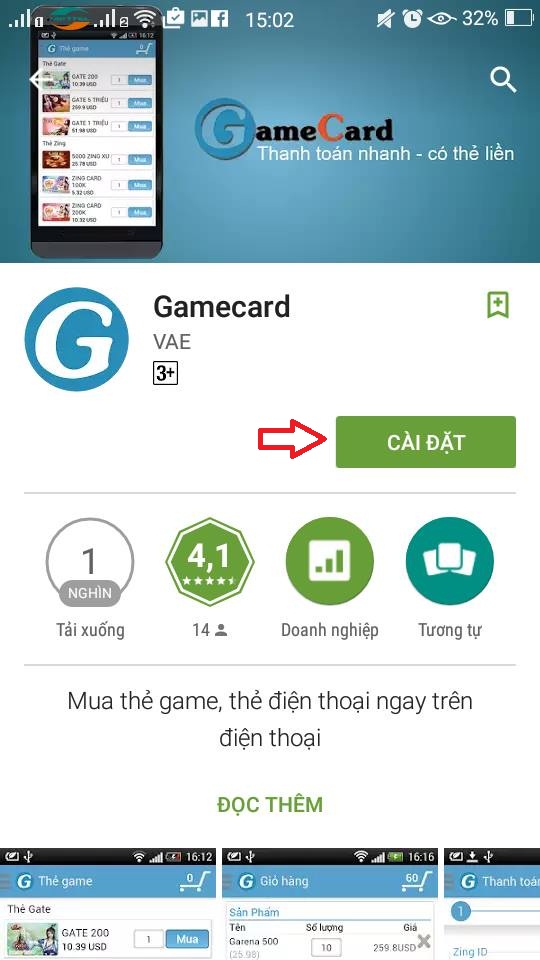 1
2
15:02
32%
16:12
G Thẻ game
0
Thẻ Gate
GATE 200
10.39 USD
1
Mua
GATE 5 TRIỆU
259.9 USD
1
Mua
GATE 1 TRIỆU
51.98 USD
1
Mua
Thẻ Zing
5000 ZING XU
25.78 USD
1
Mua
ZING CARD
100K
5.32 USD
1
Mua
ZING CARD
200K
10.32 USD
1
Mua
GameCard
Thanh toán nhanh - có thẻ liền
G
Gamecard
VAE
3+
CÀI ĐẶT
1
NGHÌN
4,1
Tải xuống
14
Doanh nghiệp
Tương tự
Mua thẻ game, thẻ điện thoại ngay trên
điện thoại
ĐỌC THÊM
16:12
G Thẻ game
0
Thẻ Gate
GATE 200
10.39 USD
1
Mua
16:16
G Giỏ hàng
60
Sản Phẩm
Tên Số lượng Giá
Garena 500
(25.98)
10
259.8USD
G Thanh toán
1
Zing ID